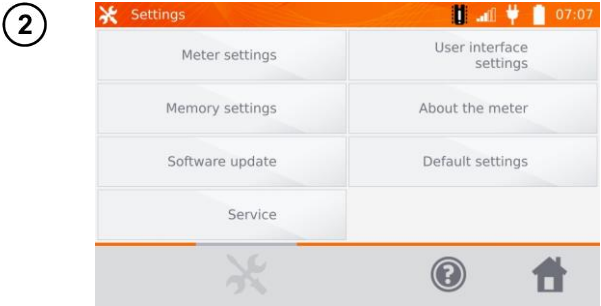 2
Settings
07:07
Meter settings
User interface
settings
Memory settings
About the meter
Software update
Default settings
Service
?